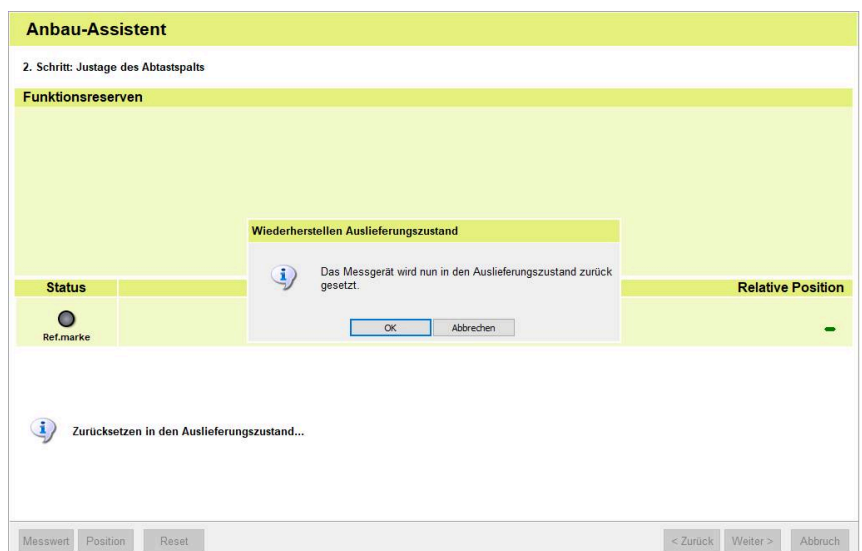 Anbau-Assistent
2. Schritt: Justage des Abtastspalts
Funktionsreserven
Wiederherstellen Auslieferungszustand
Das Messgerät wird nun in den Auslieferungszustand zurück
gesetzt.
OK Abbrechen
Status Relative Position
Ref.marke
Zurücksetzen in den Auslieferungszustand...
Messwert Position Reset < Zurück Weiter > Abbruch